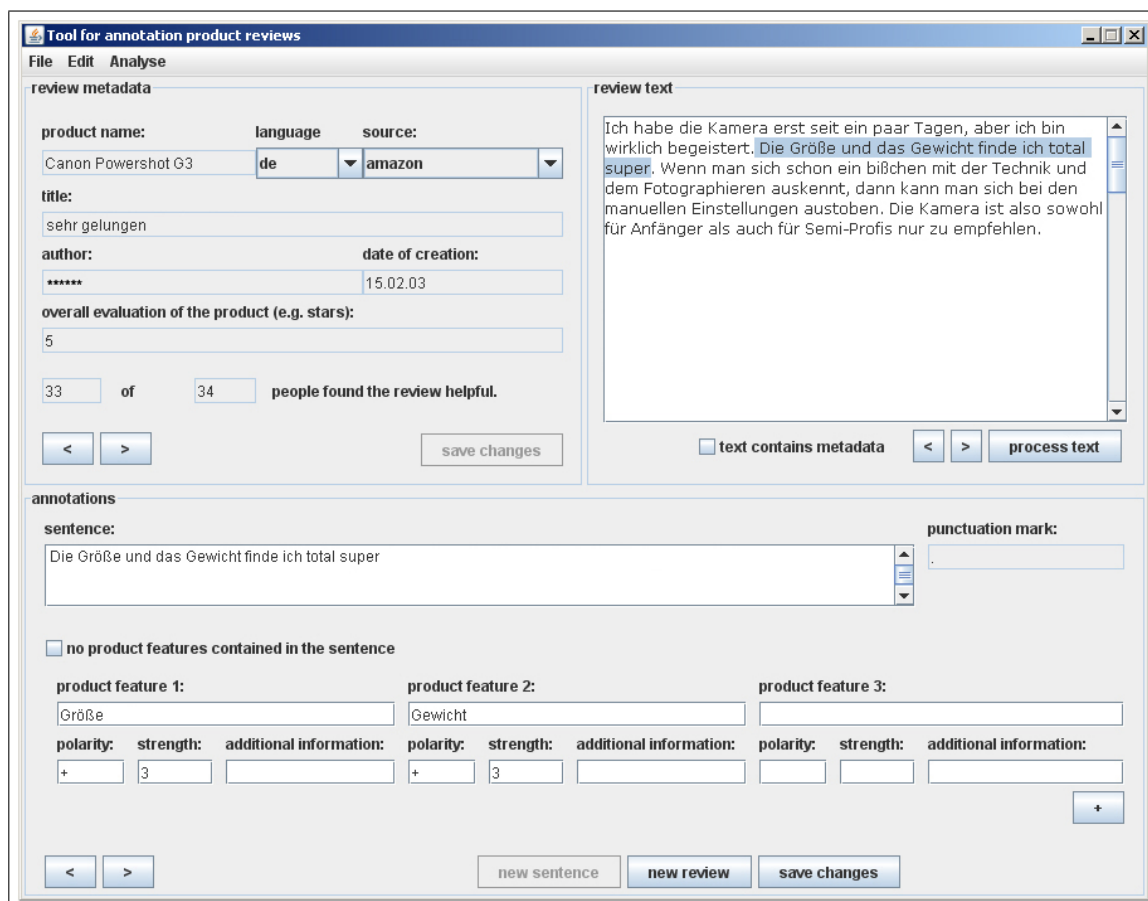 Tool for annotation product reviews
File Edit Analyse
review metadata
product name: language source:
Canon Powershot G3 de amazon
title:
sehr gelungen
author: date of creation:
****** 15.02.03
overall evaluation of the product (e.g. stars):
5
33 of 34 people found the review helpful.
< > save changes
review text
Ich habe die Kamera erst seit ein paar Tagen, aber ich bin
wirklich begeistert. Die Größe und das Gewicht finde ich total
super. Wenn man sich schon ein bißchen mit der Technik und
dem Fotographieren auskennt, dann kann man sich bei den
manuellen Einstellungen austoben. Die Kamera ist also sowohl
für Anfänger als auch für Semi-Profis nur zu empfehlen.
text contains metadata < > process text
annotations
sentence: punctuation mark:
Die Größe und das Gewicht finde ich total super .
no product features contained in the sentence
product feature 1: product feature 2: product feature 3:
Größe Gewicht
polarity: strength: additional information: polarity: strength: additional information: polarity: strength: additional information:
+ 3 + 3
+
< > new sentence new review save changes